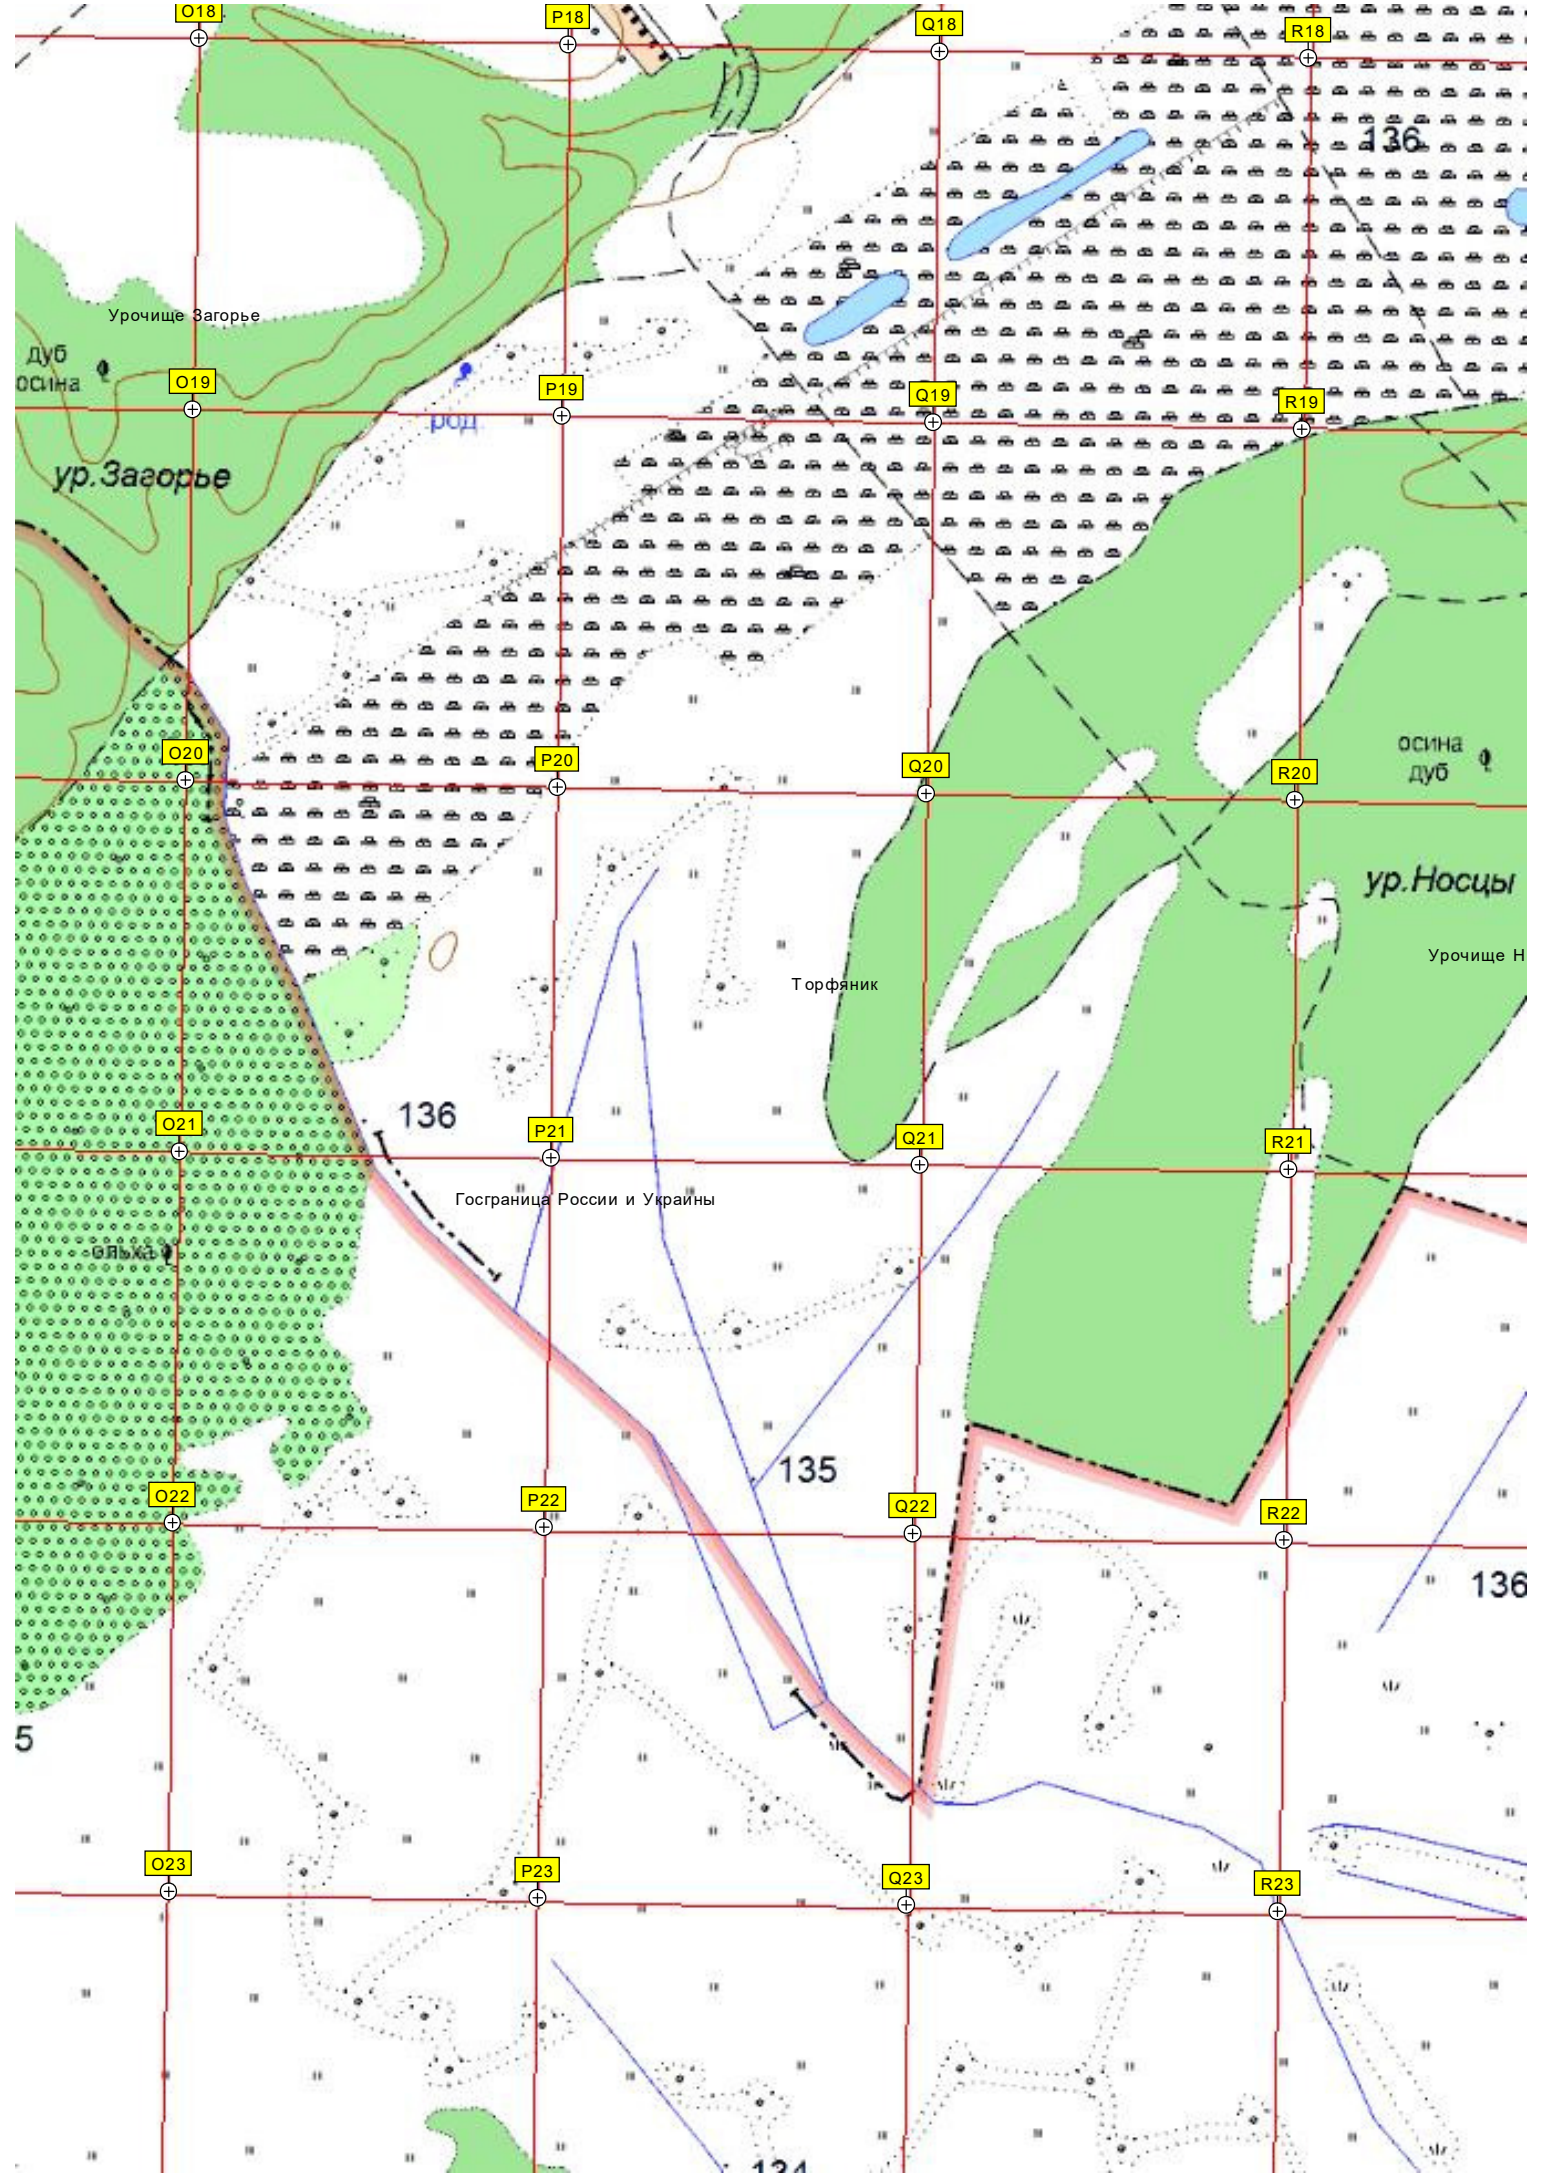 O18
P18
Q18
R18
136
Урочище Загорье
дуб
осина
O19
P19
Q19
R19
род.
ур.Загорье
O20
P20
Q20
R20
осина
дуб
ур.Носцы
Урочище Н
Торфяник
136
O21
P21
Q21
R21
Госграница России и Украины
ольха
135
O22
P22
Q22
R22
136
5
O23
P23
Q23
R23
134